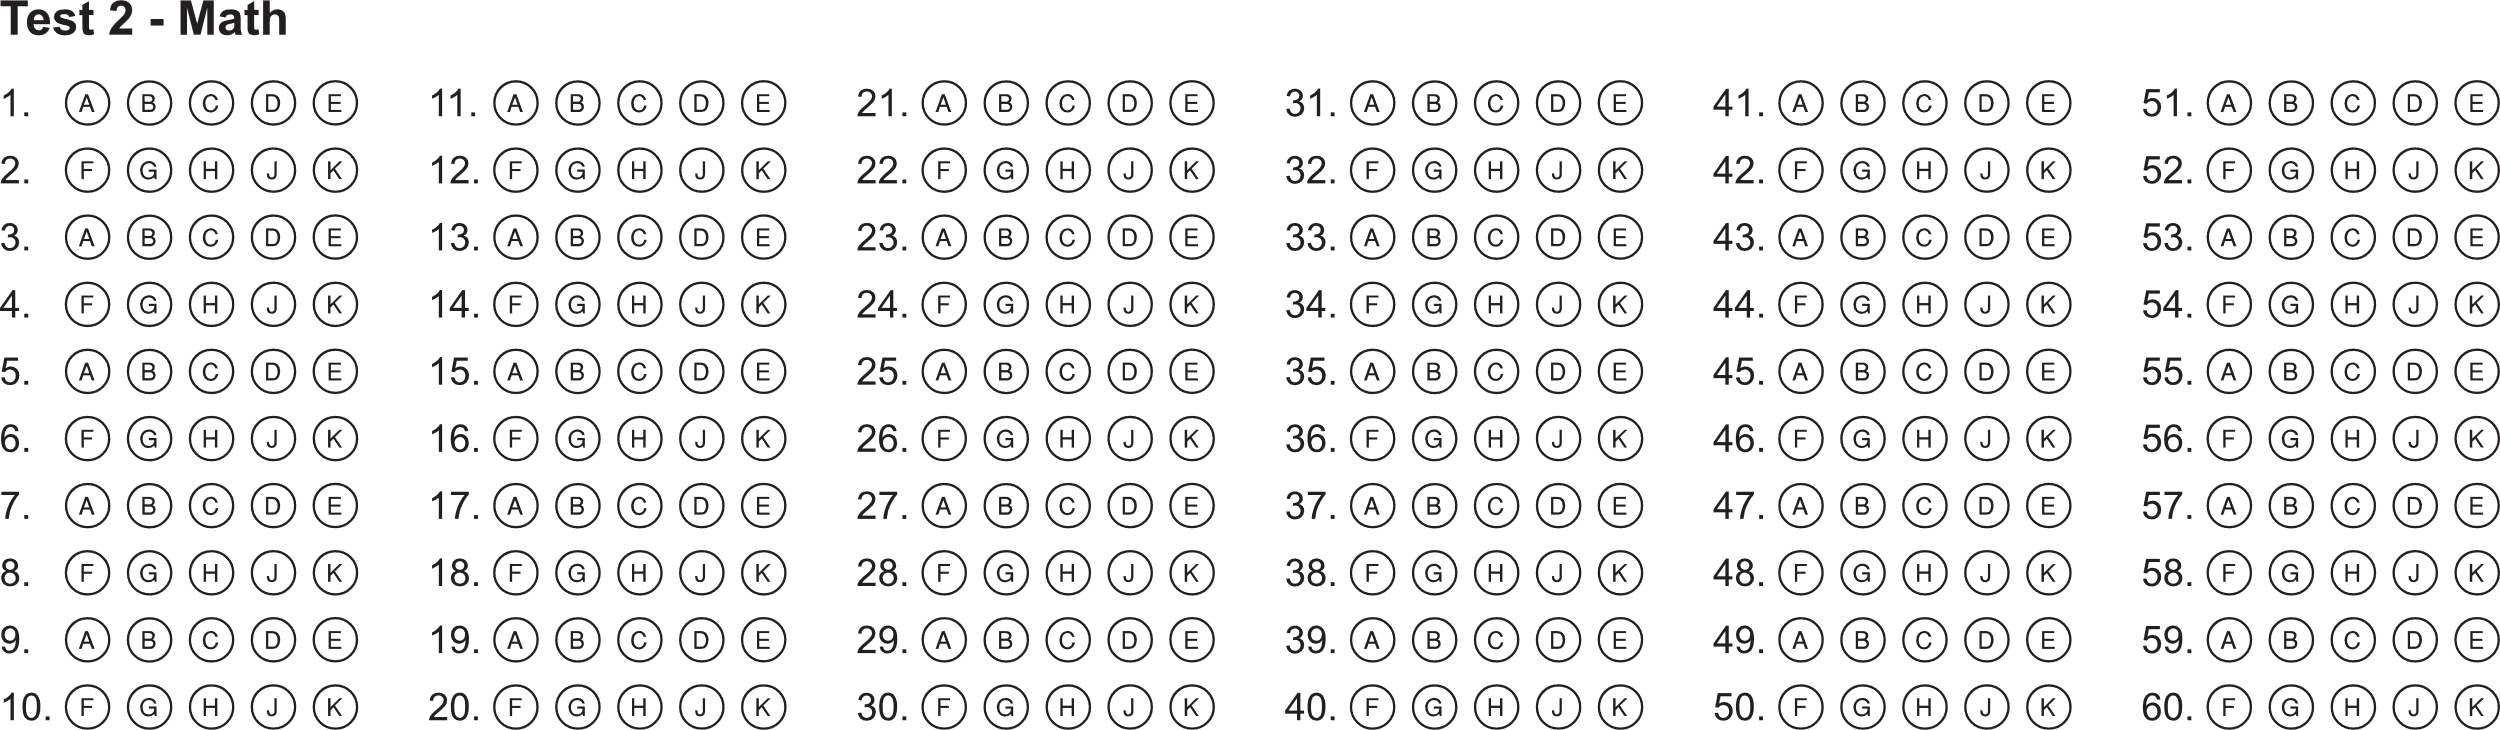 Test 2 - Math
1. A B C D E 11. A B C D E 21. A B C D E 31. A B C D E 41. A B C D E 51. A B C D E
2. F G H J K 12. F G H J K 22. F G H J K 32. F G H J K 42. F G H J K 52. F G H J K
3. A B C D E 13. A B C D E 23. A B C D E 33. A B C D E 43. A B C D E 53. A B C D E
4. F G H J K 14. F G H J K 24. F G H J K 34. F G H J K 44. F G H J K 54. F G H J K
5. A B C D E 15. A B C D E 25. A B C D E 35. A B C D E 45. A B C D E 55. A B C D E
6. F G H J K 16. F G H J K 26. F G H J K 36. F G H J K 46. F G H J K 56. F G H J K
7. A B C D E 17. A B C D E 27. A B C D E 37. A B C D E 47. A B C D E 57. A B C D E
8. F G H J K 18. F G H J K 28. F G H J K 38. F G H J K 48. F G H J K 58. F G H J K
9. A B C D E 19. A B C D E 29. A B C D E 39. A B C D E 49. A B C D E 59. A B C D E
10. F G H J K 20. F G H J K 30. F G H J K 40. F G H J K 50. F G H J K 60. F G H J K